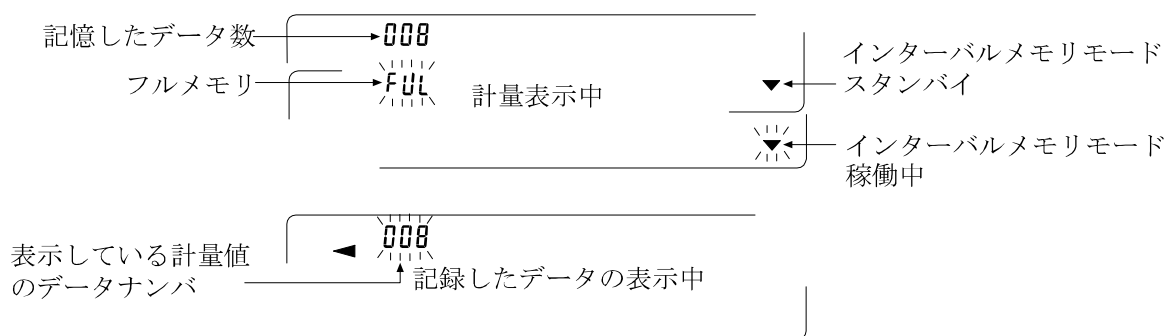 記憶したデータ数
008
フルメモリ
FUL
計量表示中
インターバルメモリモード
スタンバイ
インターバルメモリモード
稼働中
008
表示している計量値
のデータナンバ
記録したデータの表示中